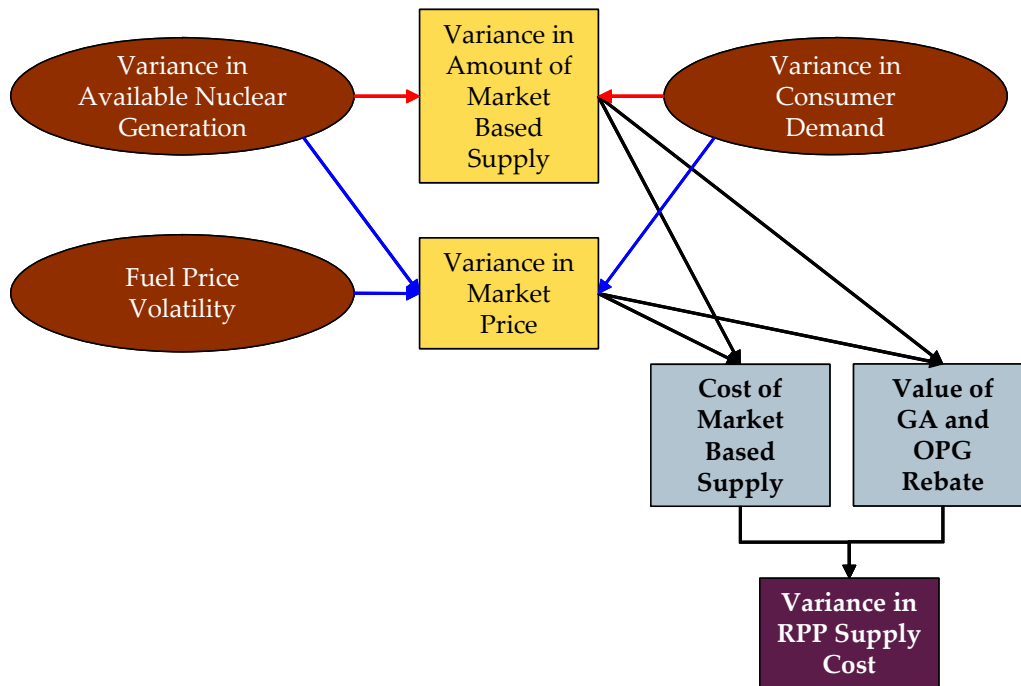 Variance in
Available Nuclear
Generation
Variance in
Amount of
Market
Based
Supply
Variance in
Consumer
Demand
Fuel Price
Volatility
Variance in
Market
Price
Cost of
Market
Based
Supply
Value of
GA and
OPG
Rebate
Variance in
RPP Supply
Cost